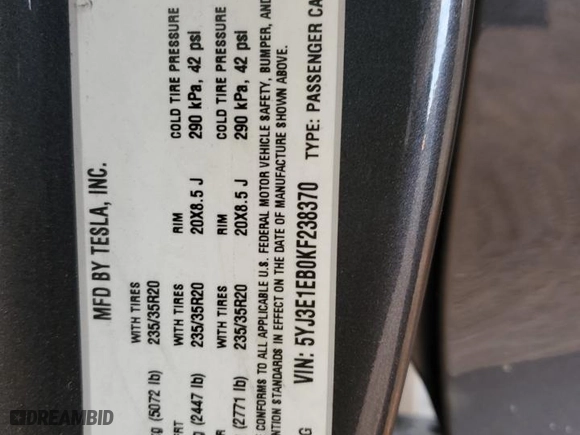 MFD BY TESLA, INC.
WITH TIRES
235/35R20
WITH TIRES RIM COLD TIRE PRESSURE
(2447 lb) 235/35R20 20X8.5 J 290 kPa, 42 psi
WITH TIRES RIM COLD TIRE PRESSURE
(2771 lb) 235/35R20 20X8.5 J 290 kPa, 42 psi
(5072 lb)
CONFORMS TO ALL APPLICABLE U.S. FEDERAL MOTOR VEHICLE SAFETY, BUMPER, AND
STANDARDS IN EFFECT ON THE DATE OF MANUFACTURE SHOWN ABOVE.
VIN: 5YJ3E1EB0KF238370 TYPE: PASSENGER CA
DREAMBID